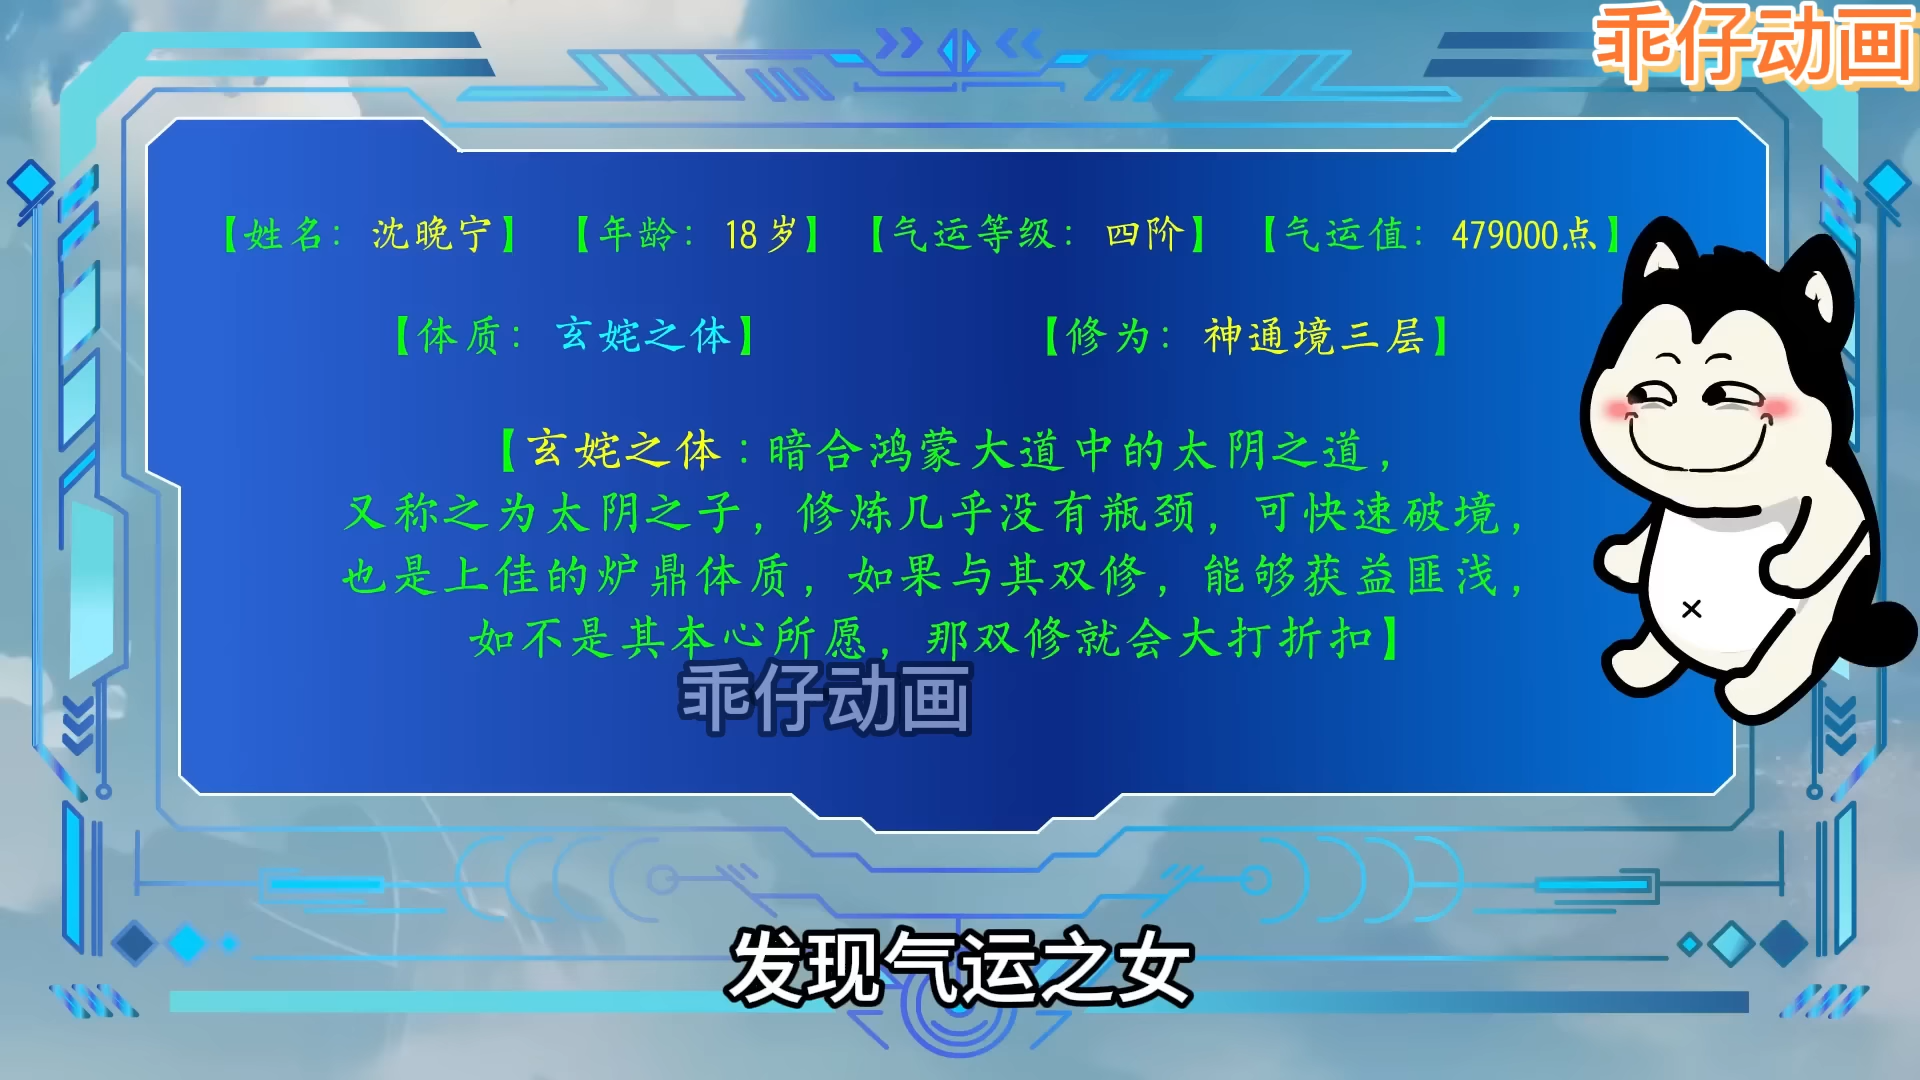 乖仔动画
【姓名：沈晚宁】 【年龄：18岁】 【气运等级：四阶】 【气运值：479000点】
【体质：玄姹之体】 【修为：神通境三层】
【玄姹之体：暗合鸿蒙大道中的太阴之道，
又称之为太阴之子，修炼几乎没有瓶颈，可快速破境，
也是上佳的炉鼎体质，如果与其双修，能够获益匪浅，
如不是其本心所愿，那双修就会大打折扣】
乖仔动画
发现气运之女